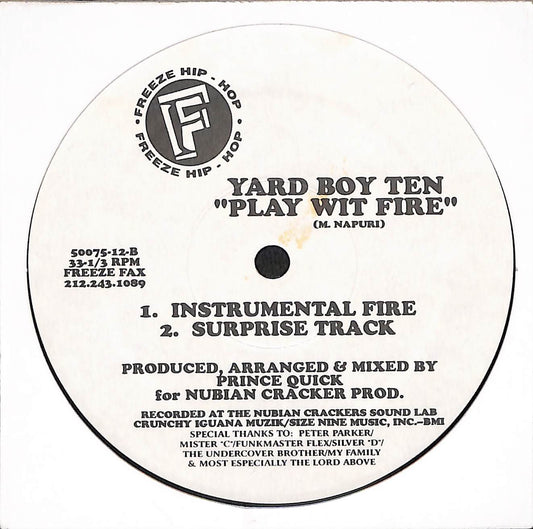 • FREEZE HIP - HOP •
FREEZE HIP - HOP
F
YARD BOY TEN
"PLAY WIT FIRE"
(M. NAPURI)
50075-12-B
33-1/3 RPM
FREEZE FAX
212.243.1089
1. INSTRUMENTAL FIRE
2. SURPRISE TRACK
PRODUCED, ARRANGED & MIXED BY
PRINCE QUICK
for NUBIAN CRACKER PROD.
RECORDED AT THE NUBIAN CRACKERS SOUND LAB
CRUNCHY IGUANA MUZIK/SIZE NINE MUSIC, INC.–BMI
SPECIAL THANKS TO: PETER PARKER/
MISTER "C"/FUNKMASTER FLEX/SILVER "D"/
THE UNDERCOVER BROTHER/MY FAMILY
& MOST ESPECIALLY THE LORD ABOVE